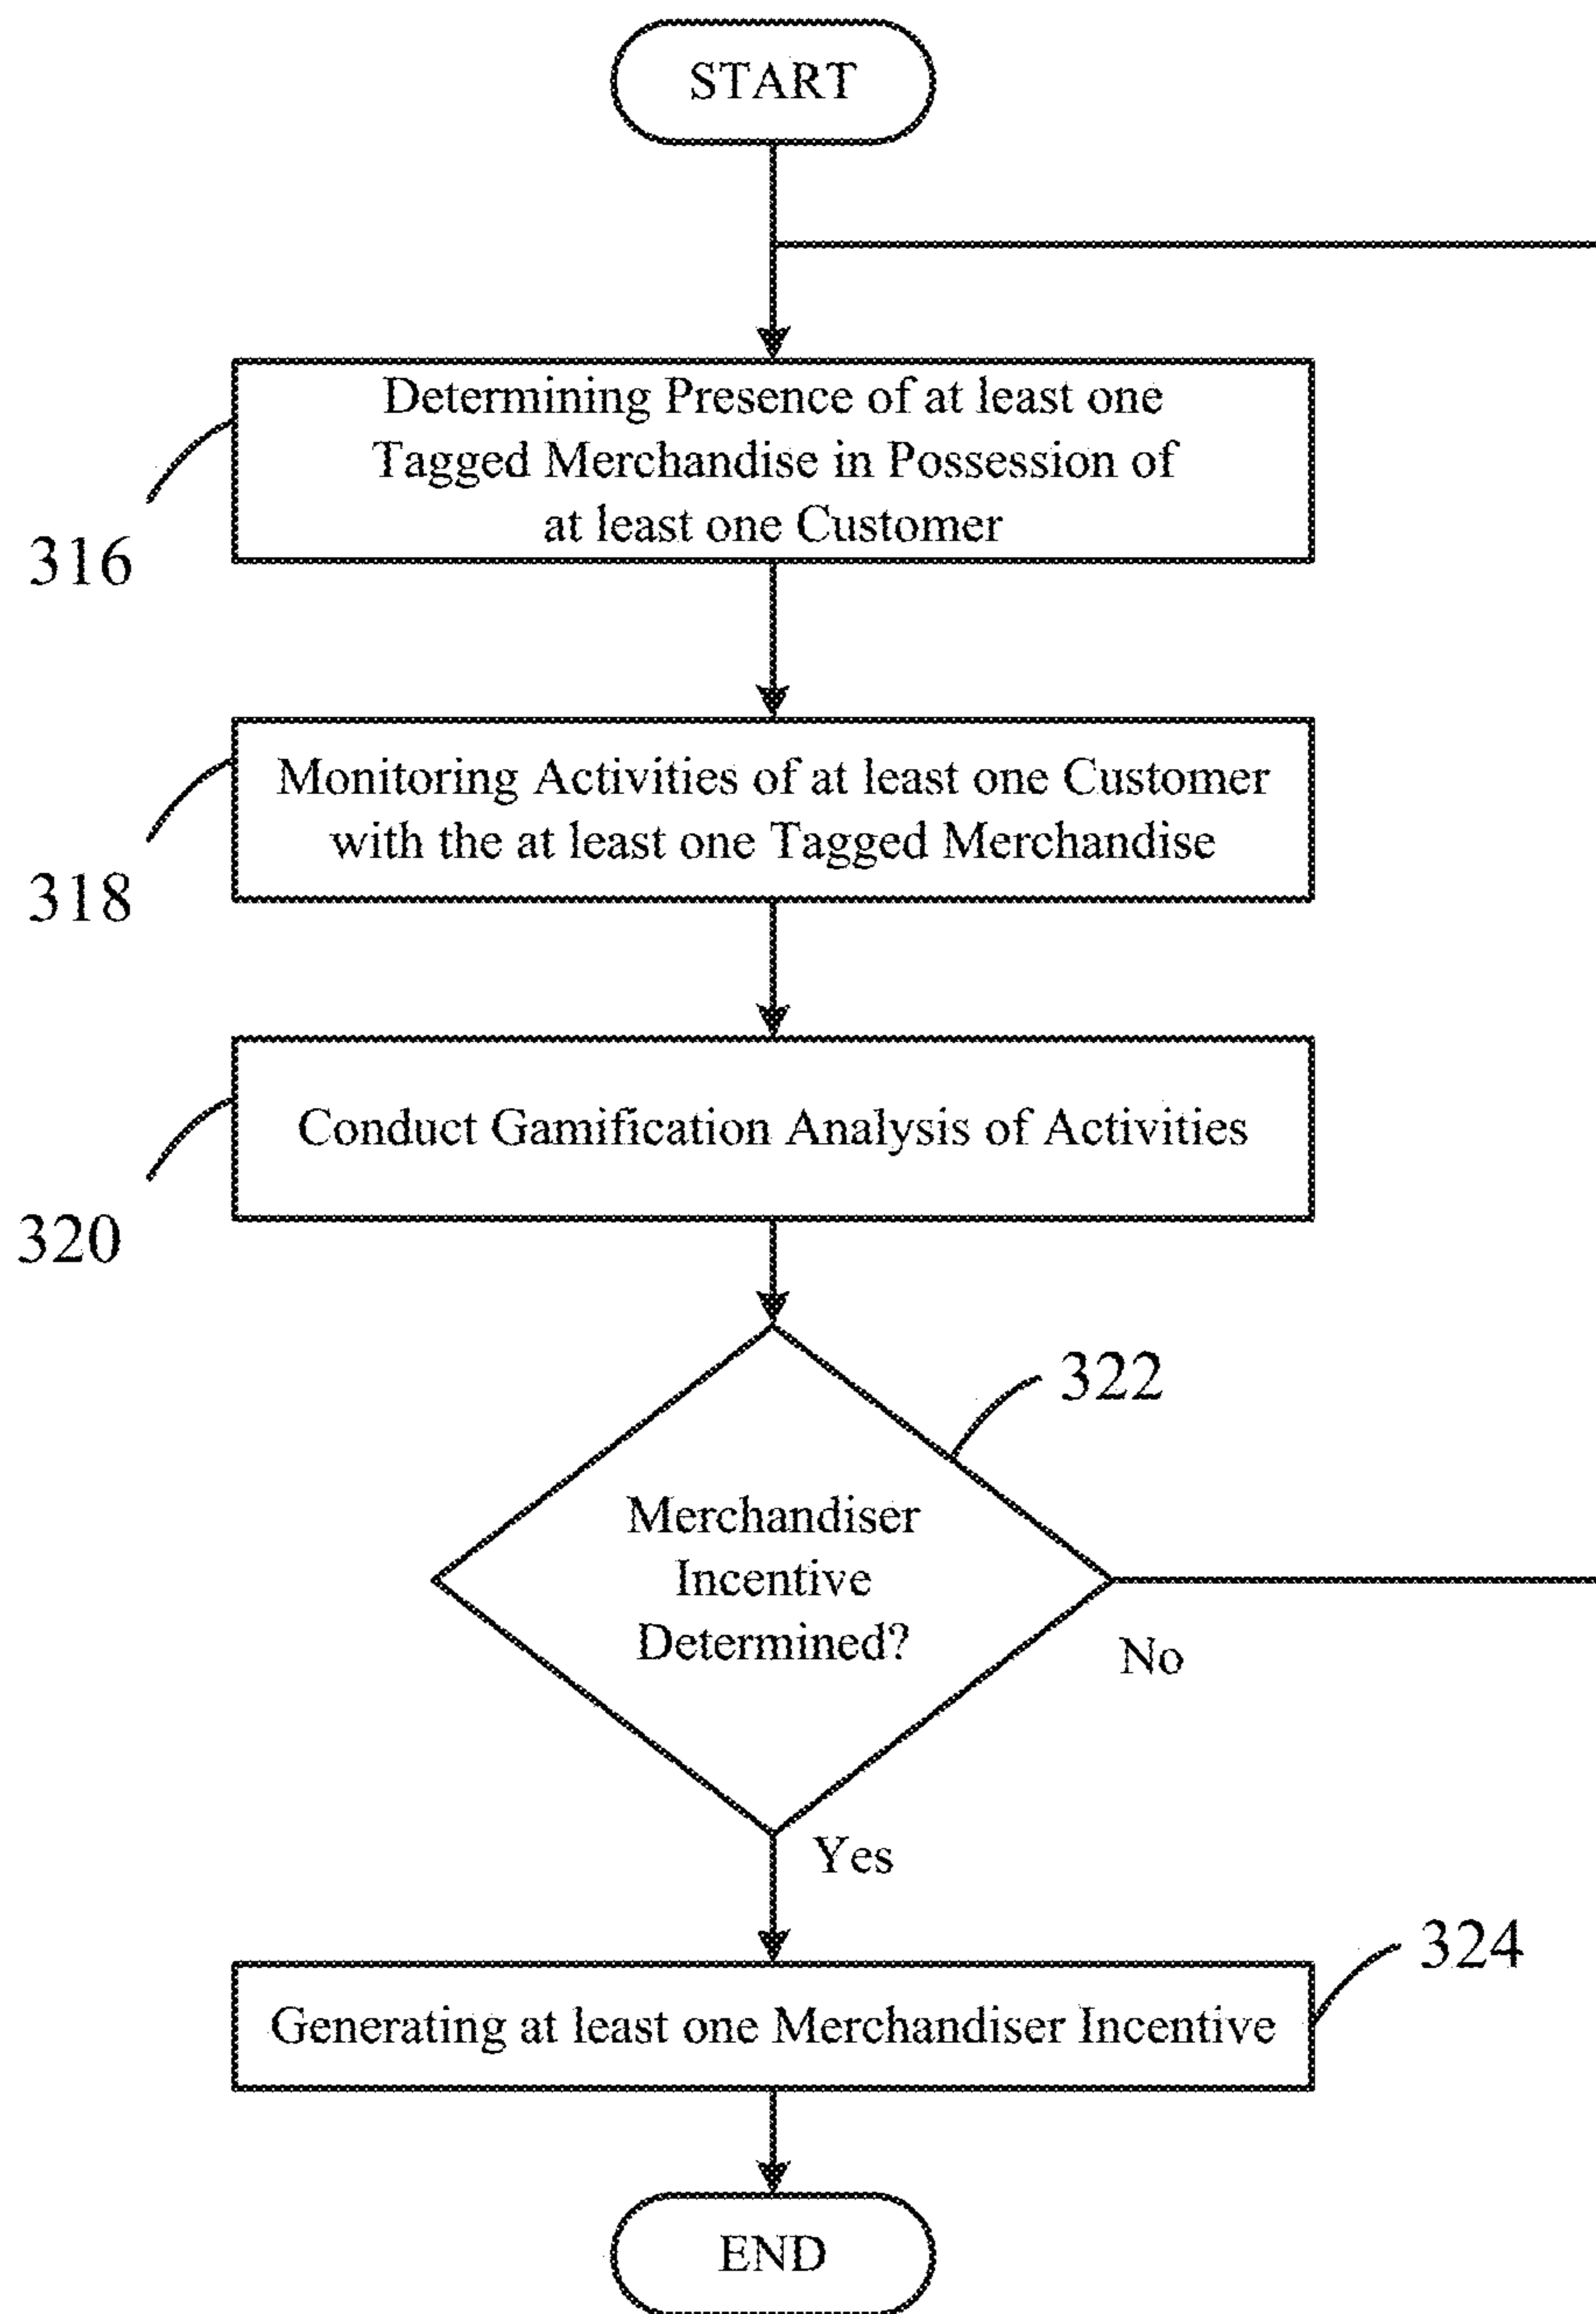 START
Determining Presence of at least one
Tagged Merchandise in Possession of
at least one Customer
316
Monitoring Activities of at least one Customer
with the at least one Tagged Merchandise
318
Conduct Gamification Analysis of Activities
320
322
Merchandiser
Incentive
Determined?
No
Yes
324
Generating at least one Merchandiser Incentive
END